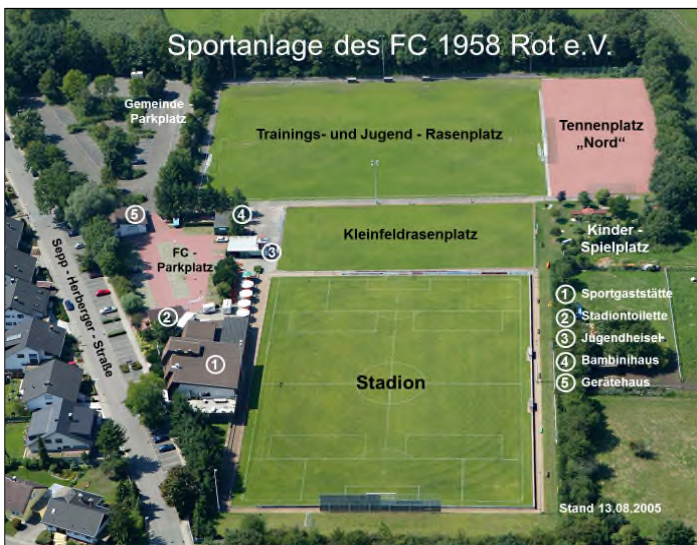 Sportanlage des FC 1958 Rot e.V.
Gemeinde -
Parkplatz
Trainings- und Jugend - Rasenplatz
Tennenplatz
„Nord“
5
4
Kleinfeldrasenplatz
Kinder -
Spielplatz
FC -
Parkplatz
3
Sepp - Herberger - Straße
2
1
Stadion
1 Sportgaststätte
2 Stadiontoilette
3 Jugendheisel
4 Bambinihaus
5 Gerätehaus
Stand 13.08.2005